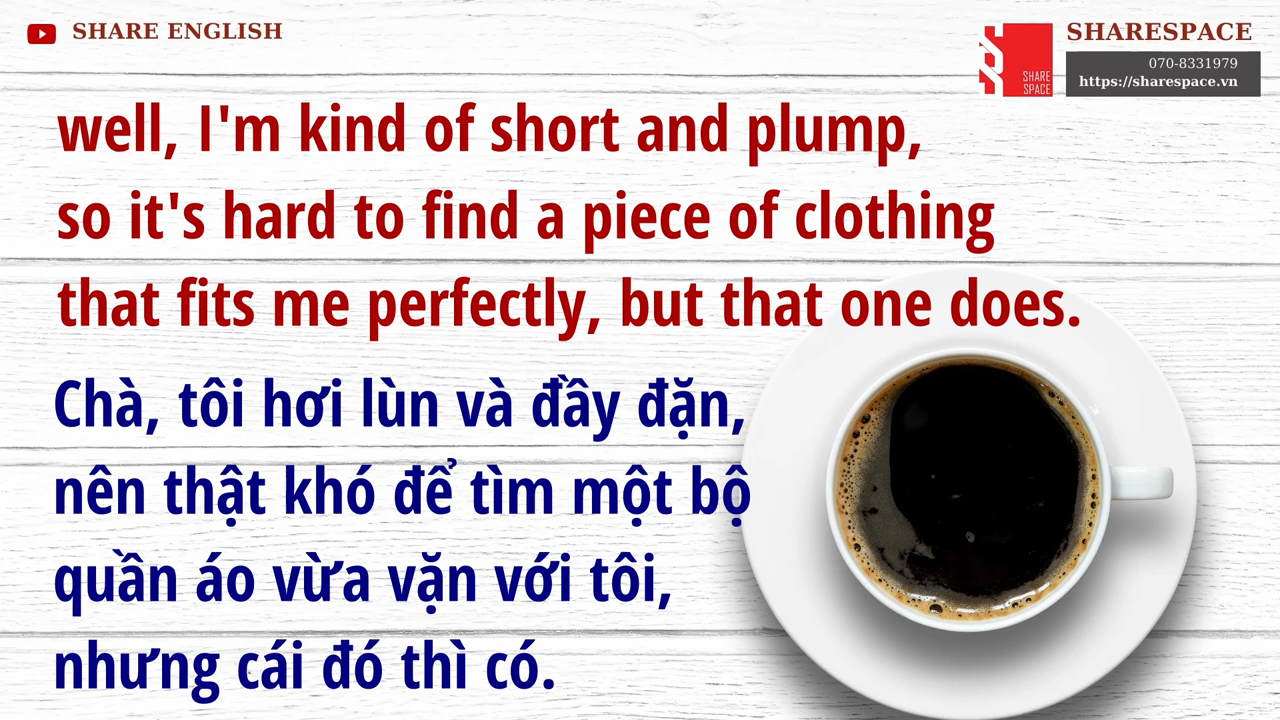 SHARE ENGLISH
SHARE SPACE
SHARESPACE
070-8331979
https://sharespace.vn
well, I'm kind of short and plump,
so it's hard to find a piece of clothing
that fits me perfectly, but that one does.
Chà, tôi hơi lùn và đầy đặn,
nên thật khó để tìm một bộ
quần áo vừa vặn với tôi,
nhưng cái đó thì có.